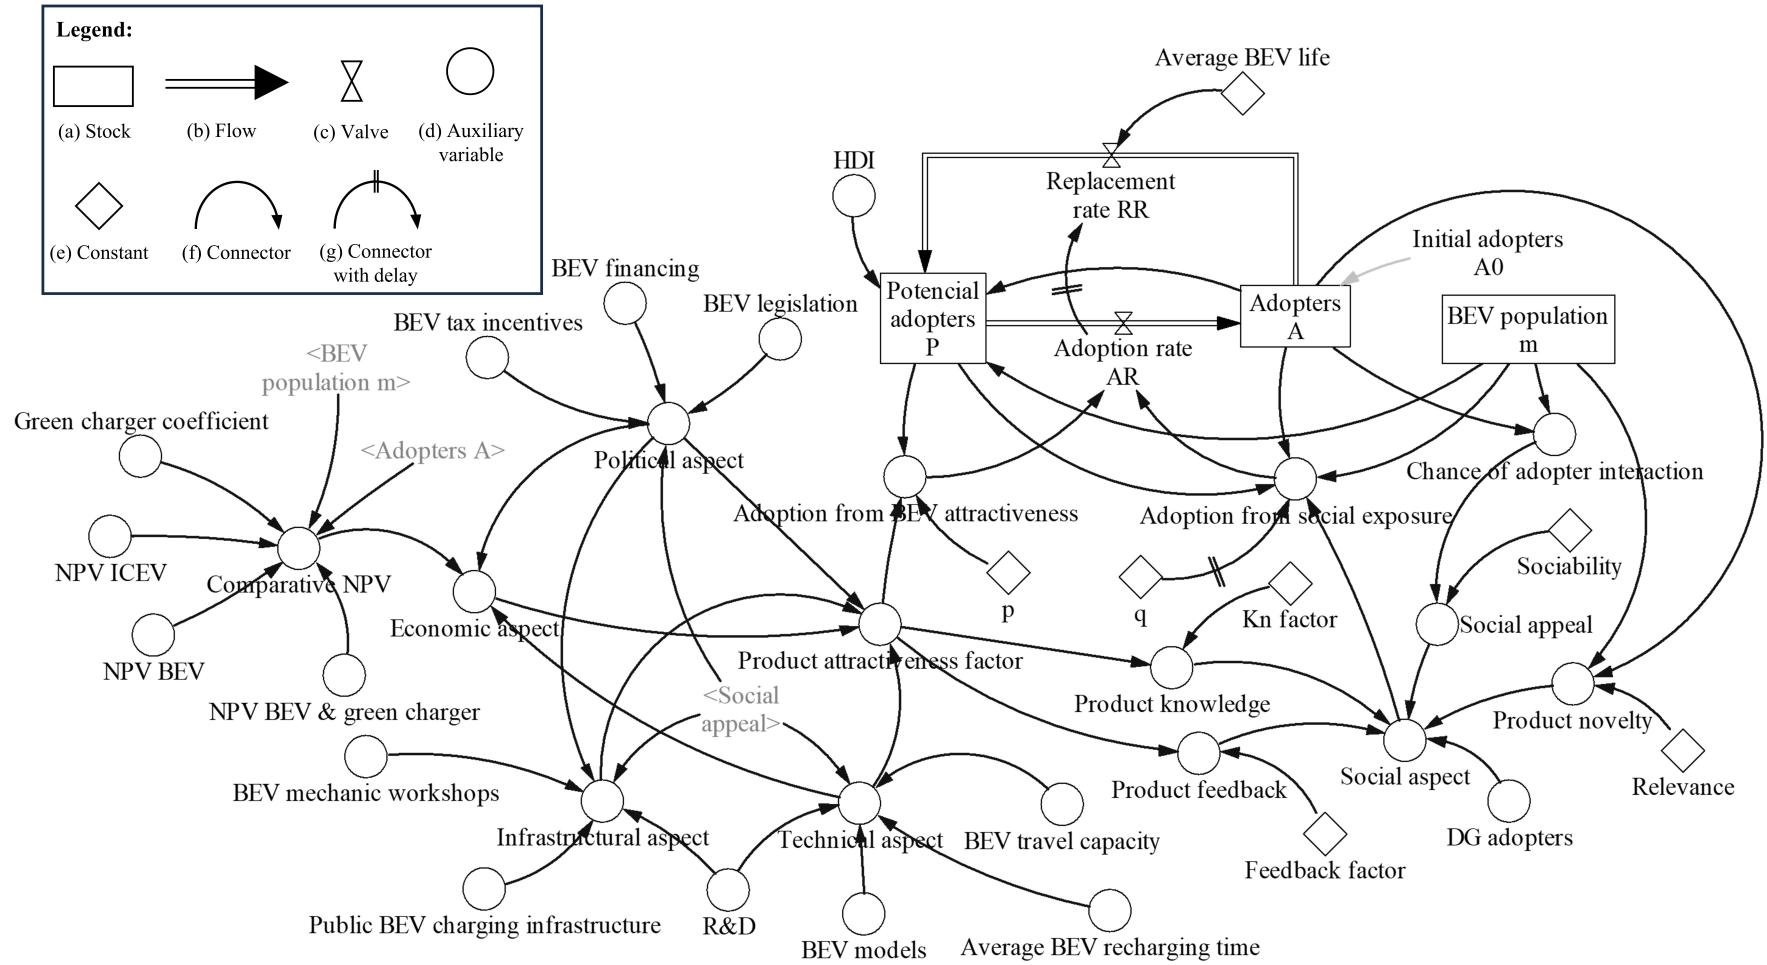 Legend:
(a) Stock
(b) Flow
(c) Valve
(d) Auxiliary
variable
(e) Constant
(f) Connector
(g) Connector
with delay
Average BEV life
HDI
Replacement
rate RR
Initial adopters
A0
BEV financing
Potencial
adopters
P
Adopters
A
BEV population
m
BEV legislation
BEV tax incentives
Adoption rate
AR
<BEV
population m>
Green charger coefficient
<Adopters A>
Political aspect
Chance of adopter interaction
Adoption from BEV attractiveness
Adoption from social exposure
NPV ICEV
Comparative NPV
Sociability
p
q
Kn factor
Economic aspect
Social appeal
NPV BEV
Product attractiveness factor
<Social
appeal>
NPV BEV & green charger
Product knowledge
Product novelty
BEV mechanic workshops
Product feedback
Social aspect
Relevance
Infrastructural aspect
Technical aspect
BEV travel capacity
DG adopters
Feedback factor
Public BEV charging infrastructure
R&D
BEV models
Average BEV recharging time